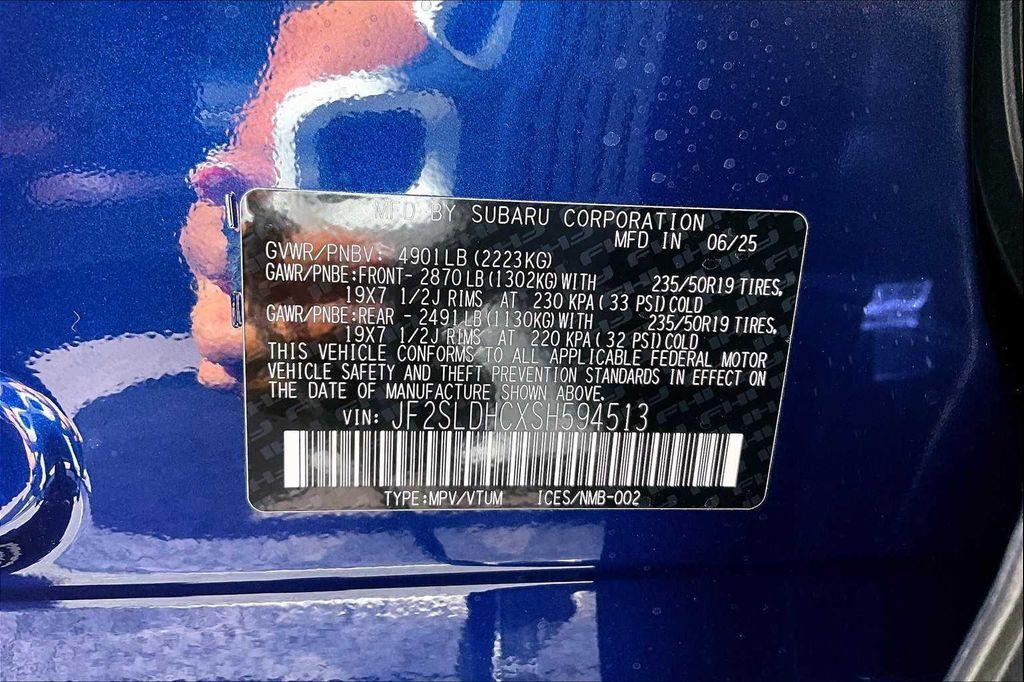 MFD BY SUBARU CORPORATION
MFD IN 06/25
GVWR/PNBV: 4901LB (2223KG)
GAWR/PNBE:FRONT- 2870LB (1302KG) WITH 235/50R19 TIRES,
19X7 1/2J RIMS AT 230 KPA ( 33 PSI) COLD
GAWR/PNBE:REAR - 2491LB (1130KG) WITH 235/50R19 TIRES,
19X7 1/2J RIMS AT 220 KPA ( 32 PSI) COLD
THIS VEHICLE CONFORMS TO ALL APPLICABLE FEDERAL MOTOR
VEHICLE SAFETY AND THEFT PREVENTION STANDARDS IN EFFECT ON
THE DATE OF MANUFACTURE SHOWN ABOVE.
VIN: JF2SLDHCXSH594513
TYPE:MPV/VTUM ICES/NMB-002